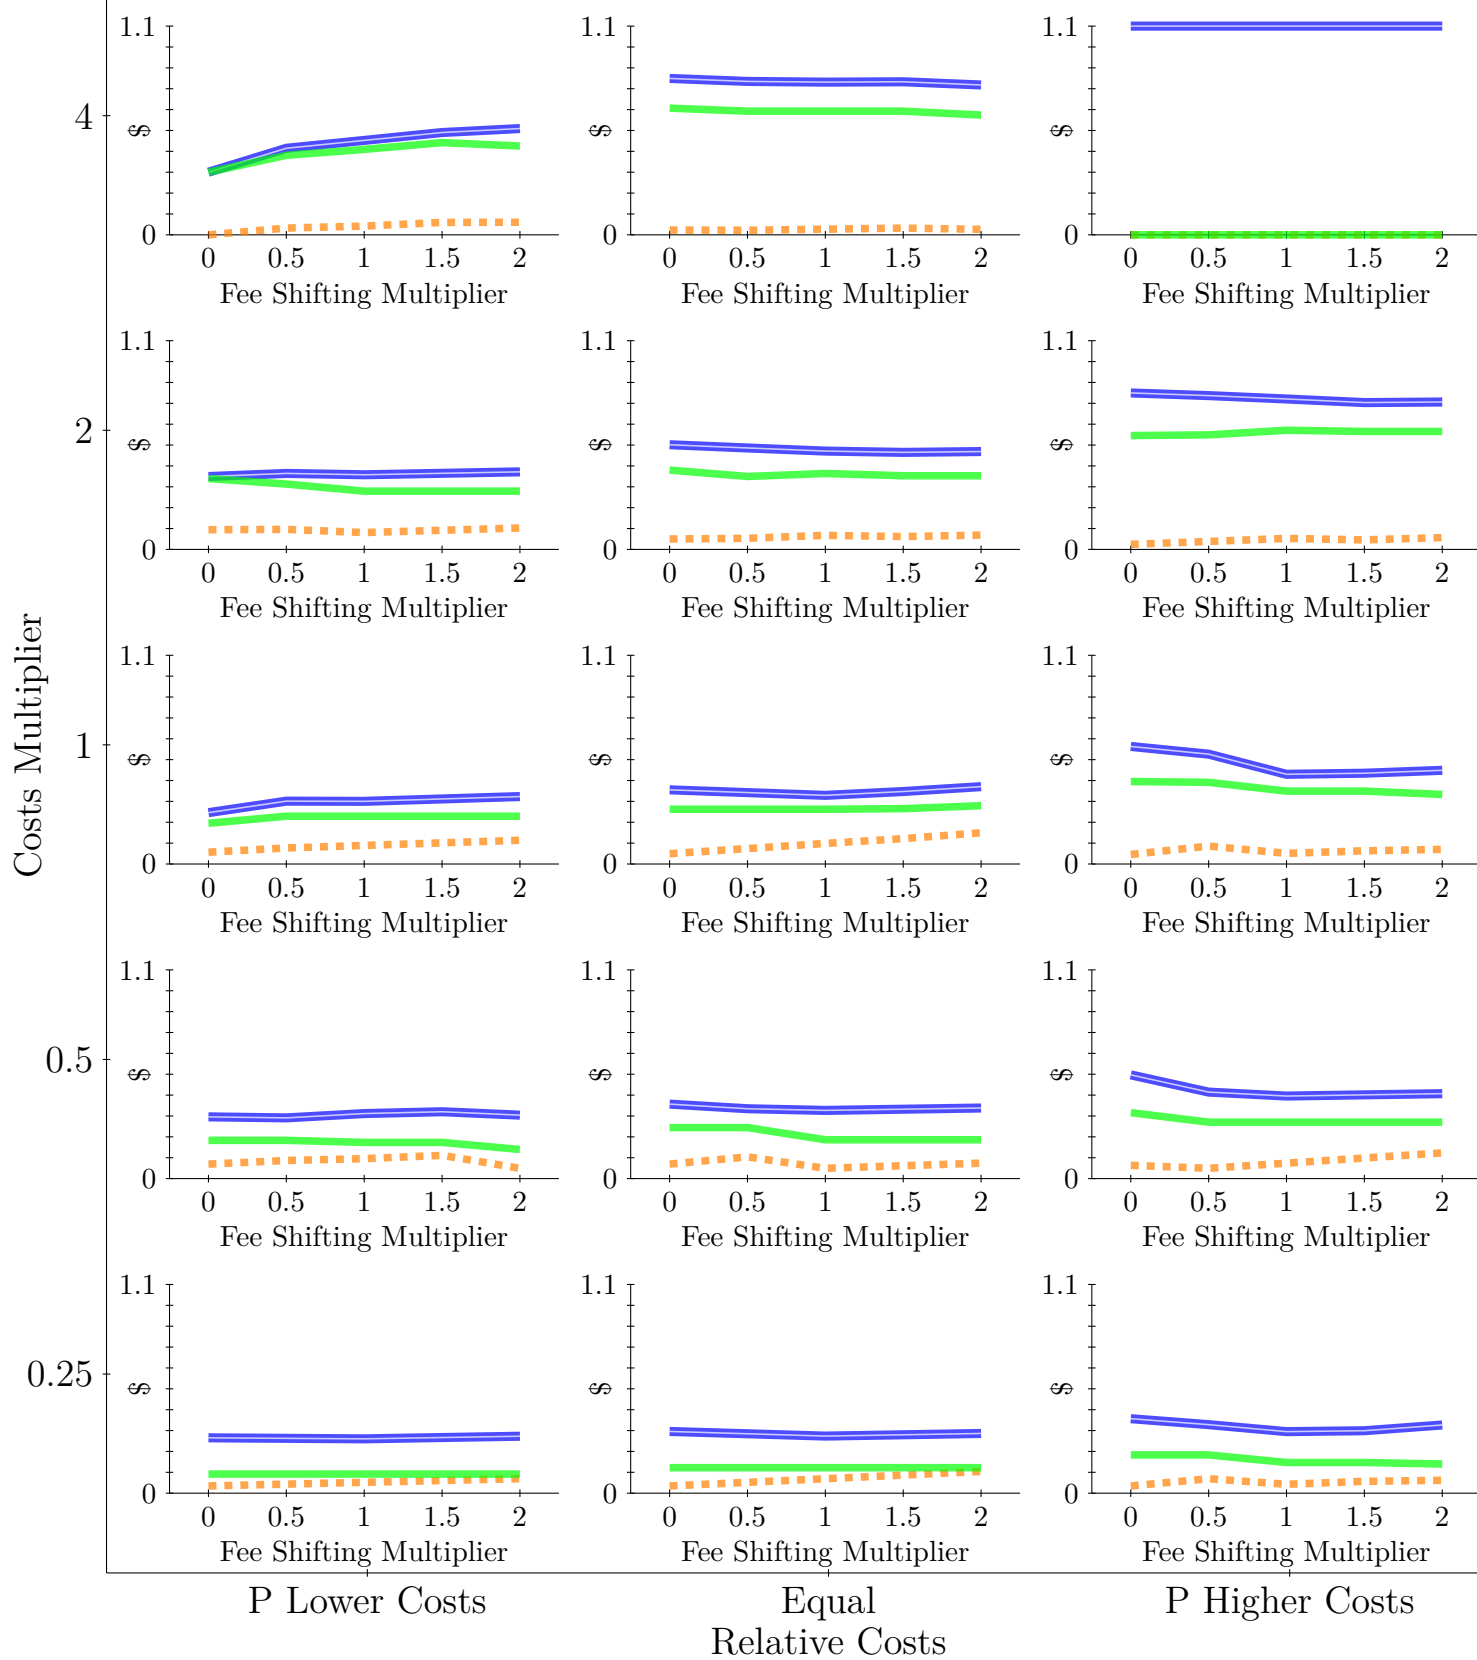 1.1 1.1 1.1
4 $ $ $
0 0 0
0 0.5 1 1.5 2 0 0.5 1 1.5 2 0 0.5 1 1.5 2
Fee Shifting Multiplier Fee Shifting Multiplier Fee Shifting Multiplier
1.1 1.1 1.1
2 $ $ $
0 0 0
0 0.5 1 1.5 2 0 0.5 1 1.5 2 0 0.5 1 1.5 2
Fee Shifting Multiplier Fee Shifting Multiplier Fee Shifting Multiplier
Costs Multiplier
1.1 1.1 1.1
1 $ $ $
0 0 0
0 0.5 1 1.5 2 0 0.5 1 1.5 2 0 0.5 1 1.5 2
Fee Shifting Multiplier Fee Shifting Multiplier Fee Shifting Multiplier
1.1 1.1 1.1
0.5 $ $ $
0 0 0
0 0.5 1 1.5 2 0 0.5 1 1.5 2 0 0.5 1 1.5 2
Fee Shifting Multiplier Fee Shifting Multiplier Fee Shifting Multiplier
1.1 1.1 1.1
0.25 $ $ $
0 0 0
0 0.5 1 1.5 2 0 0.5 1 1.5 2 0 0.5 1 1.5 2
Fee Shifting Multiplier Fee Shifting Multiplier Fee Shifting Multiplier
P Lower Costs Equal P Higher Costs
Relative Costs